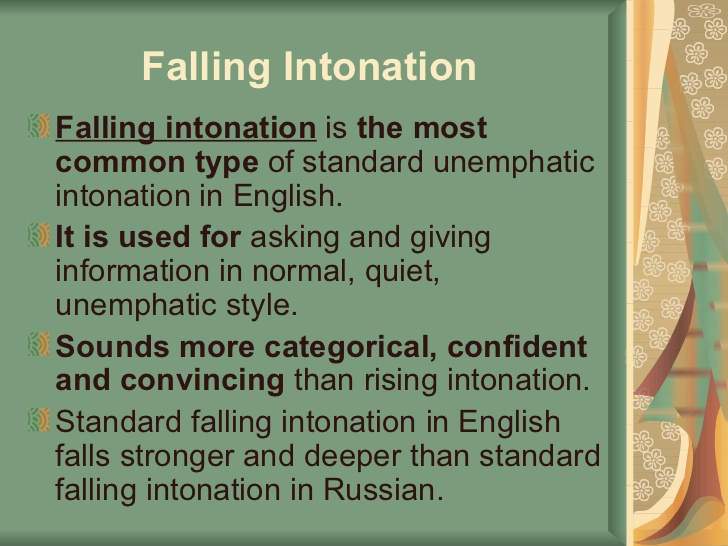 Falling Intonation
Falling intonation is the most
common type of standard unemphatic
intonation in English.
It is used for asking and giving
information in normal, quiet,
unemphatic style.
Sounds more categorical, confident
and convincing than rising intonation.
Standard falling intonation in English
falls stronger and deeper than standard
falling intonation in Russian.